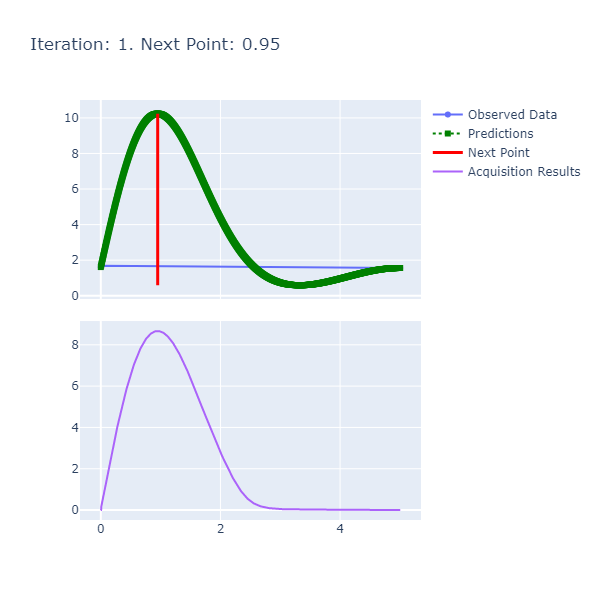 Iteration: 1. Next Point: 0.95
Observed Data
Predictions
Next Point
Acquisition Results
10
8
6
4
2
0
8
6
4
2
0
0 2 4